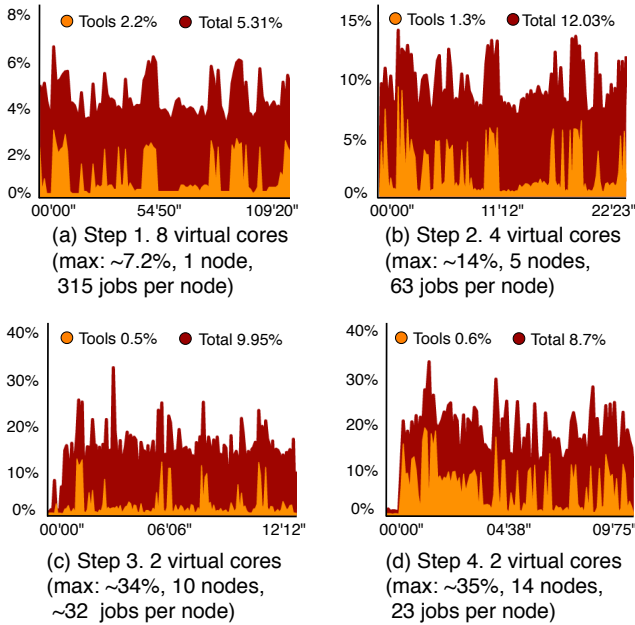 8%
Tools 2.2% Total 5.31%
6%
4%
2%
0%
00'00" 54'50" 109'20"
(a) Step 1. 8 virtual cores
(max: ~7.2%, 1 node,
315 jobs per node)
15%
Tools 1.3% Total 12.03%
10%
5%
0%
00'00" 11'12" 22'23"
(b) Step 2. 4 virtual cores
(max: ~14%, 5 nodes,
63 jobs per node)
40%
Tools 0.5% Total 9.95%
30%
20%
10%
0%
00'00" 06'06" 12'12"
(c) Step 3. 2 virtual cores
(max: ~34%, 10 nodes,
~32 jobs per node)
40%
Tools 0.6% Total 8.7%
30%
20%
10%
0%
00'00" 04'38" 09'75"
(d) Step 4. 2 virtual cores
(max: ~35%, 14 nodes,
23 jobs per node)